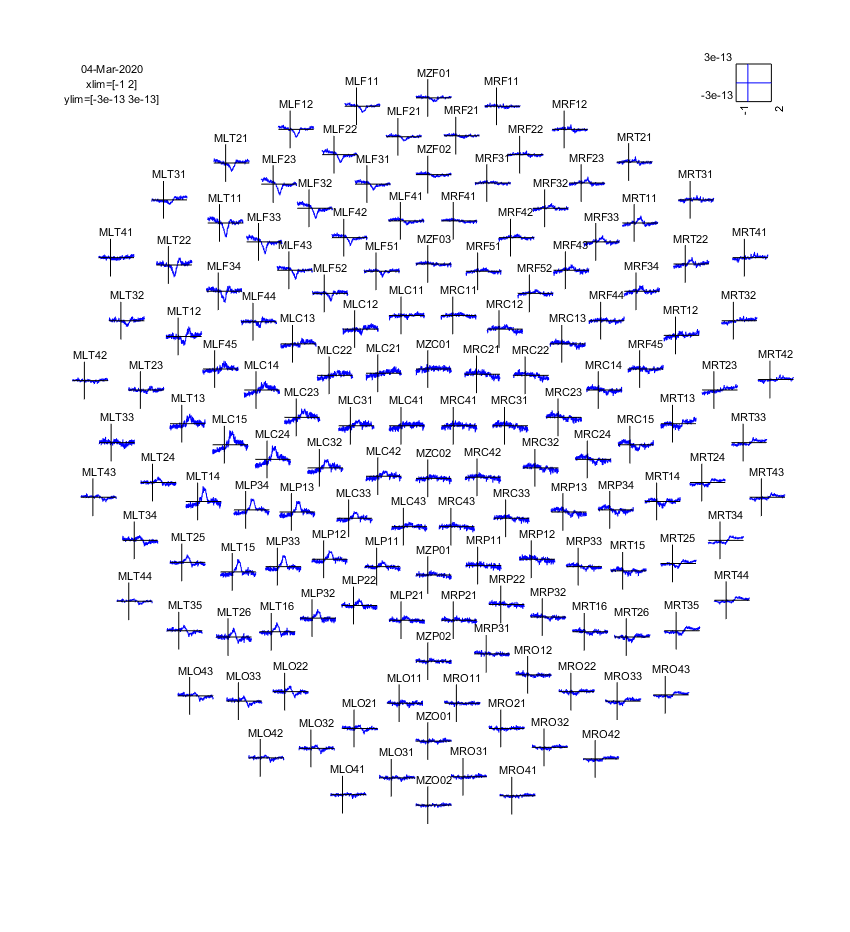 04-Mar-2020
xlim=[-1 2]
ylim=[-3e-13 3e-13]
3e-13
-3e-13
-1
2
MZF01
MLF11 MRF11
MLF12 MLF21 MRF21 MRF12
MLT21 MLF22 MZF02 MRF22 MRT21
MLT31 MLF23 MLF31 MRF31 MRF23 MRT31
MLT11 MLF32 MLF41 MRF41 MRF32 MRT11
MLT41 MLF33 MLF42 MZF03 MRF42 MRF33 MRT41
MLT22 MLF43 MLF51 MRF51 MRF43 MRT22
MLF34 MLF52 MRF52 MRF34
MLT32 MLT12 MLF44 MLC12 MLC11 MRC11 MRC12 MRF44 MRT12 MRT32
MLC13 MRC13
MLT42 MLT23 MLF45 MLC22 MLC21 MZC01 MRC21 MRC22 MRF45 MRT23 MRT42
MLC14 MRC14
MLT13 MLC23 MLC31 MLC41 MRC41 MRC31 MRC23 MRT13
MLT33 MLC15 MRC15 MRT33
MLC24 MLC32 MLC42 MZC02 MRC42 MRC32 MRC24
MLT43 MLT24 MRT24 MRT43
MLT14 MLP34 MLP13 MLC33 MLC43 MRC43 MRC33 MRP13 MRP34 MRT14
MLT34 MLT25 MLP33 MLP12 MLP11 MZP01 MRP11 MRP12 MRP33 MRT25 MRT34
MLT15 MRT15
MLT44 MLP22 MRP22 MRT44
MLT35 MLT26 MLT16 MLP32 MLP21 MRP21 MRP32 MRT16 MRT26 MRT35
MZP02 MRP31
MLO43 MLO33 MLO22 MRO12 MRO22 MRO33 MRO43
MLO11 MRO11
MLO42 MLO32 MLO21 MZO01 MRO21 MRO32 MRO42
MLO41 MLO31 MZO02 MRO31 MRO41